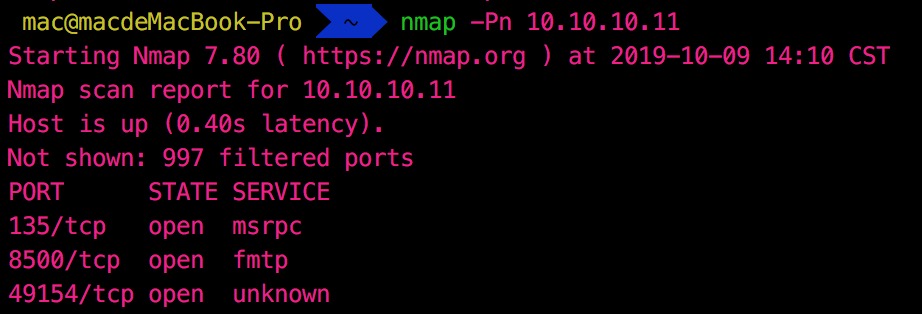 mac@macdeMacBook-Pro ~ nmap -Pn 10.10.10.11
Starting Nmap 7.80 ( https://nmap.org ) at 2019-10-09 14:10 CST
Nmap scan report for 10.10.10.11
Host is up (0.40s latency).
Not shown: 997 filtered ports
PORT      STATE SERVICE
135/tcp   open  msrpc
8500/tcp  open  fmtp
49154/tcp open  unknown